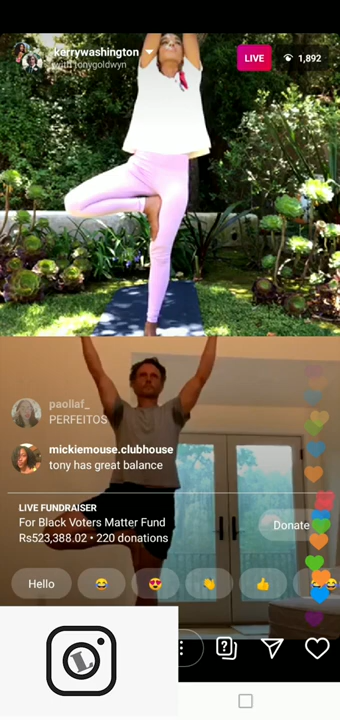 kerrywashington
with tonygoldwyn
LIVE
1,892
paollaf_
PERFEITOS
mickiemouse.clubhouse
tony has great balance
LIVE FUNDRAISER
For Black Voters Matter Fund
Rs523,388.02 • 220 donations
Donate
Hello
L